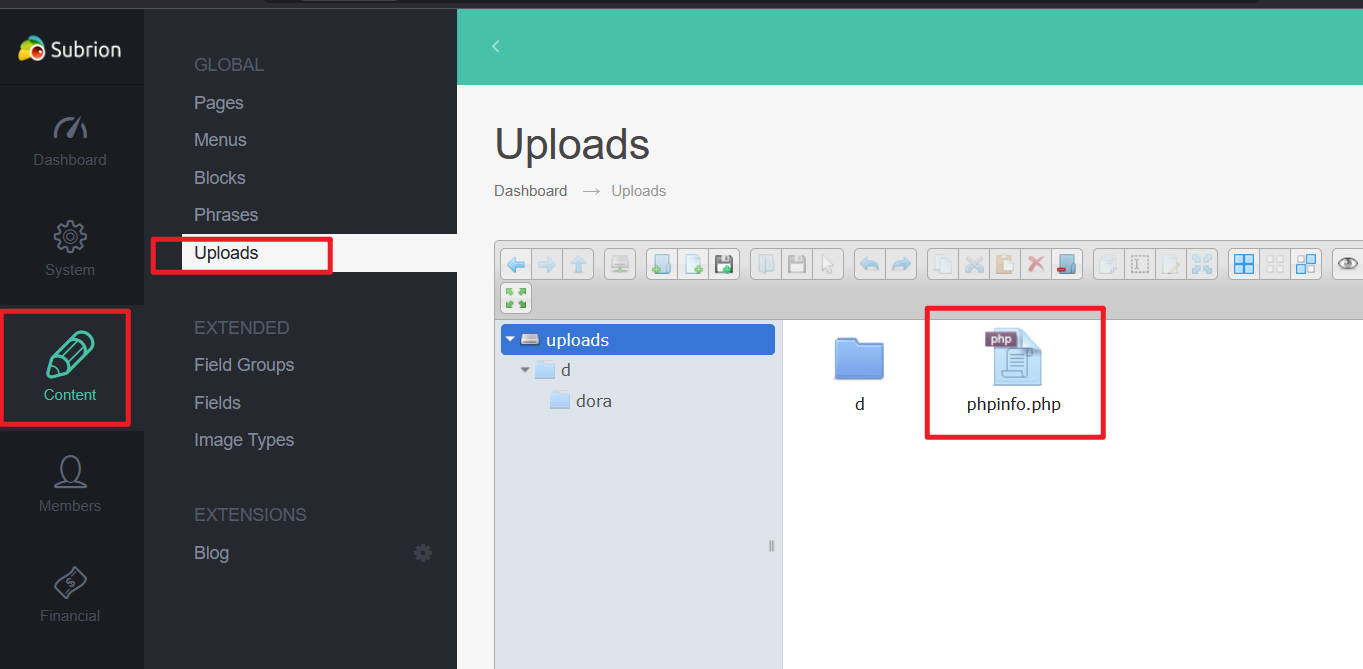 Subrion
Dashboard
System
Content
Members
Financial
GLOBAL
Pages
Menus
Blocks
Phrases
Uploads
EXTENDED
Field Groups
Fields
Image Types
EXTENSIONS
Blog
Uploads
Dashboard → Uploads
uploads
d
dora
d
php
phpinfo.php